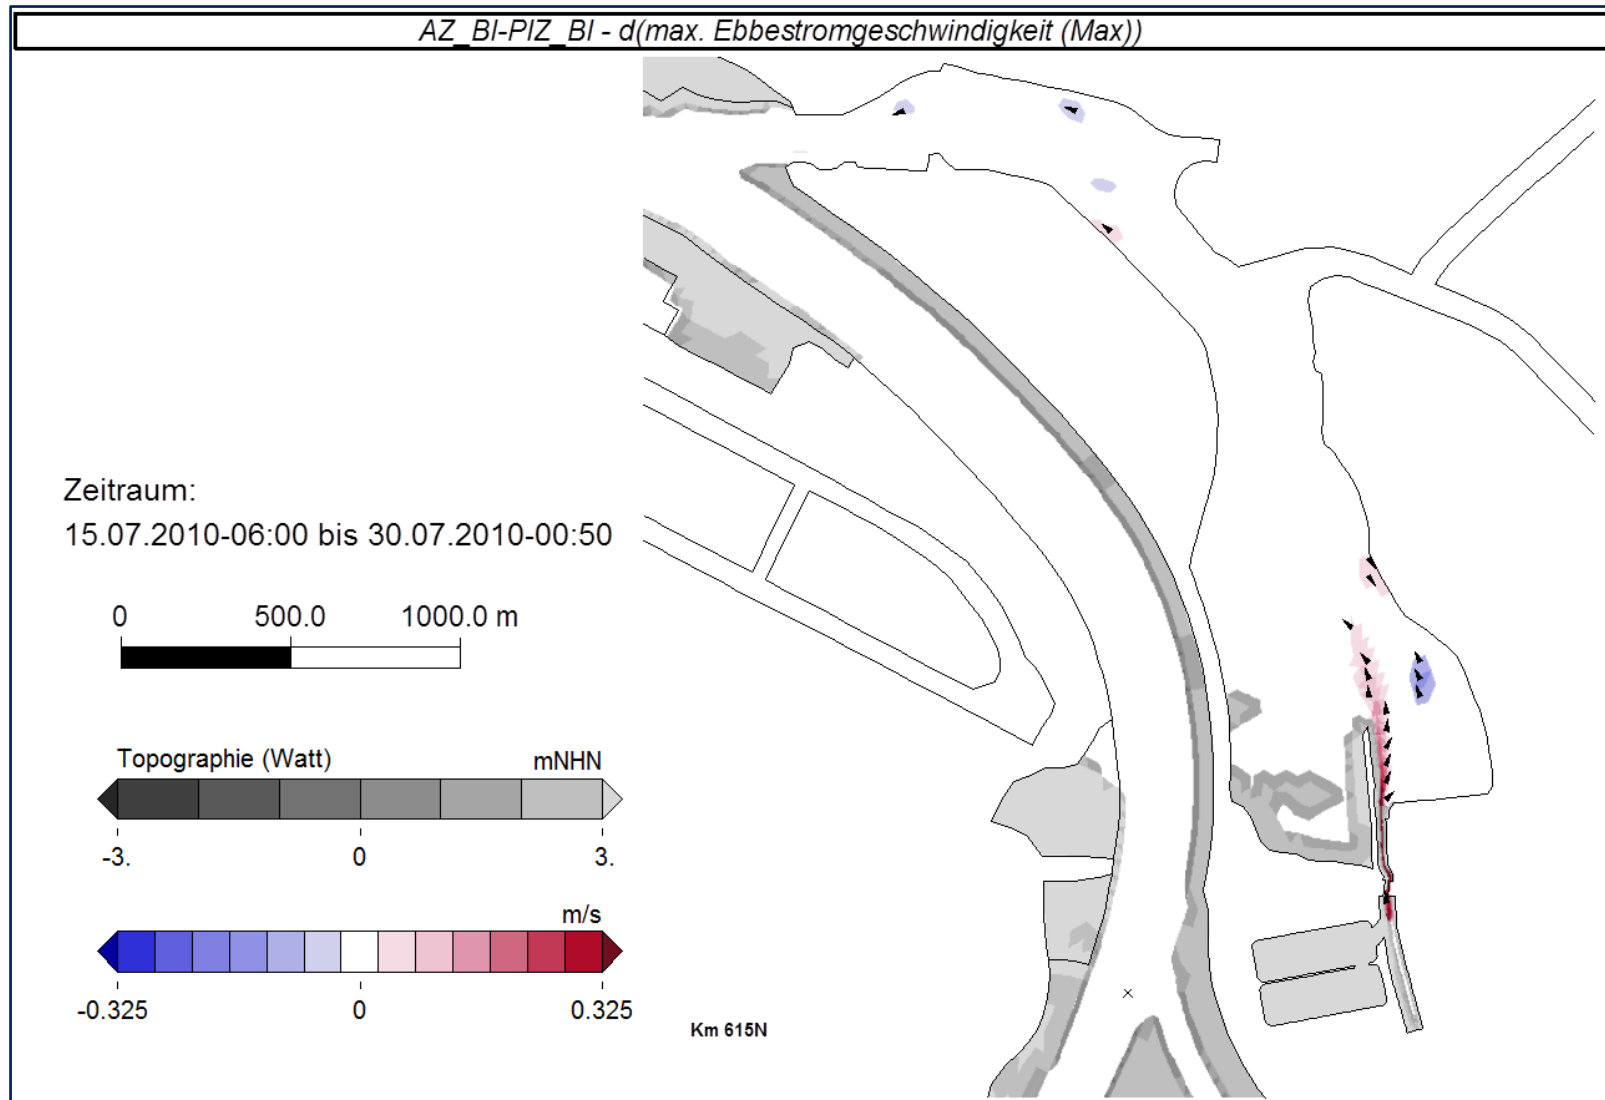 AZ_BI-PIZ_BI - d(max. Ebbestromgeschwindigkeit (Max))
Zeitraum:
15.07.2010-06:00 bis 30.07.2010-00:50
0 500.0 1000.0 m
Topographie (Watt) mNHN
-3. 0 3.
m/s
-0.325 0 0.325
Km 615N